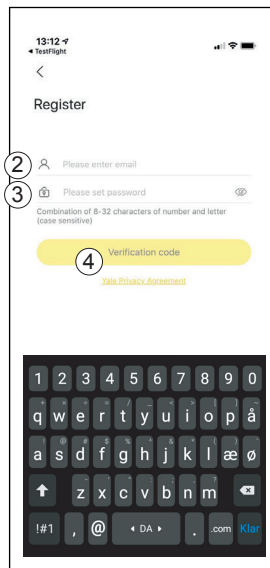 13:12
◂ TestFlight
Register
2
Please enter email
3
Please set password
Combination of 8-32 characters of number and letter
(case sensitive)
4
Verification code
Yale Privacy Agreement
1 2 3 4 5 6 7 8 9 0
q w e r t y u i o p å
a s d f g h j k l æ ø
z x c v b n m
!#1 , @ ◂ DA ▸ . .com Klar